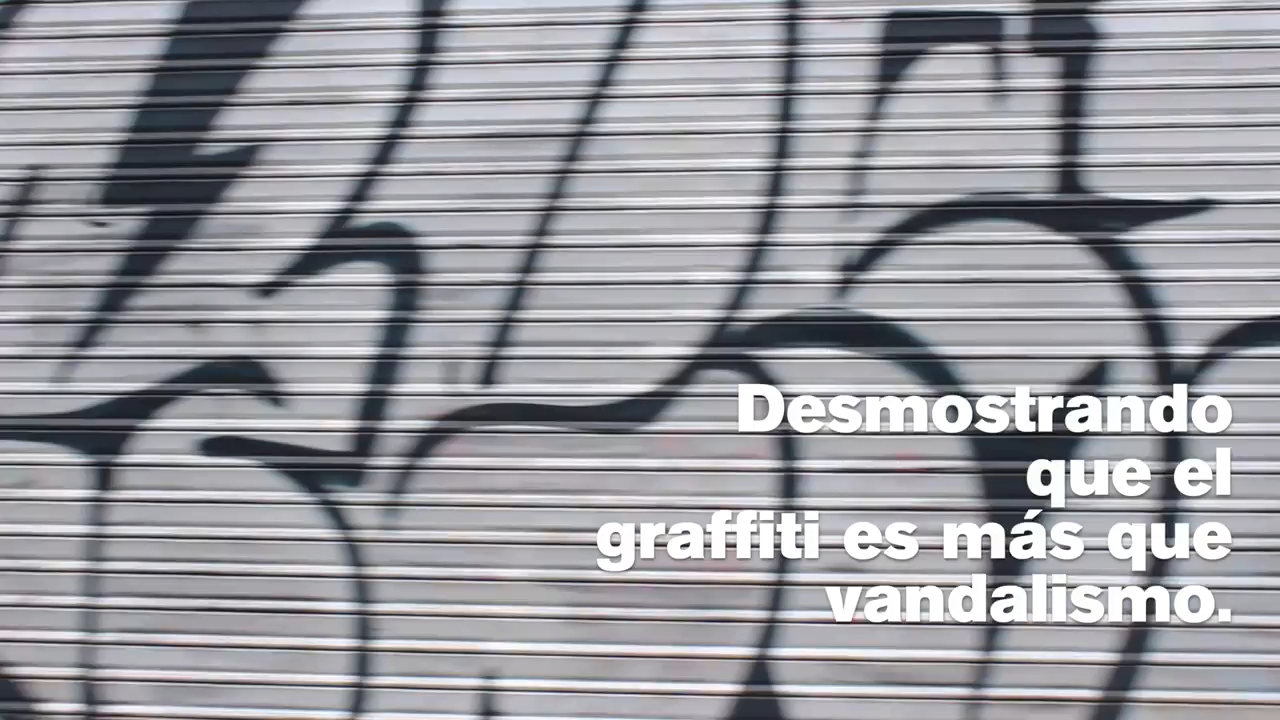 Desmostrando
que el
graffiti es más que
vandalismo.